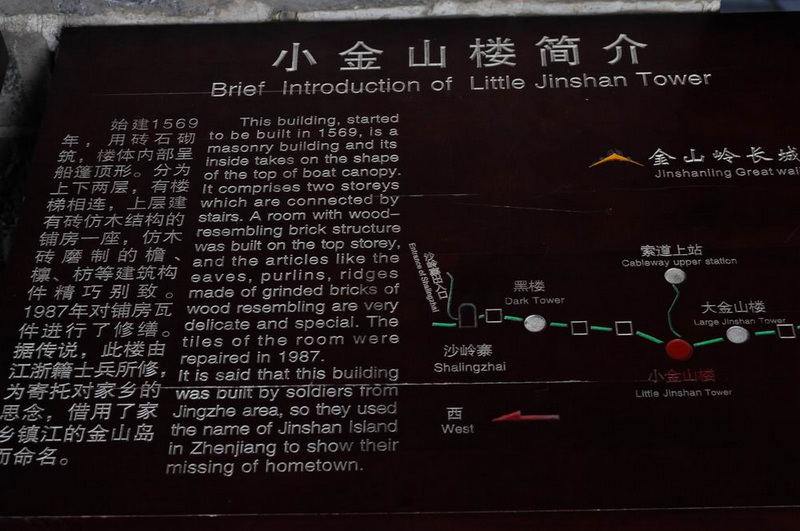 小金山楼简介
Brief Introduction of Little Jinshan Tower
始建1569
年，用砖石砌
筑，楼体内部呈
船篷顶形。分为
上下两层，有楼
梯相连，上层建
有砖仿木结构的
铺房一座，仿木
砖磨制的檐、
檩、枋等建筑构
件精巧别致。
1987年对铺房瓦
件进行了修缮。
据传说，此楼由
江浙籍士兵所修，
为寄托对家乡的
思念，借用了家
乡镇江的金山岛
而命名。
This building, started
to be built in 1569, is a
masonry building and its
inside takes on the shape
of the top of boat canopy.
It comprises two storeys
which are connected by
stairs. A room with wood-
resembling brick structure
was built on the top storey,
and the articles like the
eaves, purlins, ridges
made of grinded bricks of
wood resembling are very
delicate and special. The
tiles of the room were
repaired in 1987.
It is said that this building
was built by soldiers from
Jingzhe area, so they used
the name of Jinshan Island
in Zhenjiang to show their
missing of hometown.
金山岭长城
Jinshanling Great wall
沙岭寨入口
Entrance of Shalingzhai
黑楼
Dark Tower
索道上站
Cableway upper station
大金山楼
Large Jinshan Tower
沙岭寨
Shalingzhai
小金山楼
Little Jinshan Tower
西
West